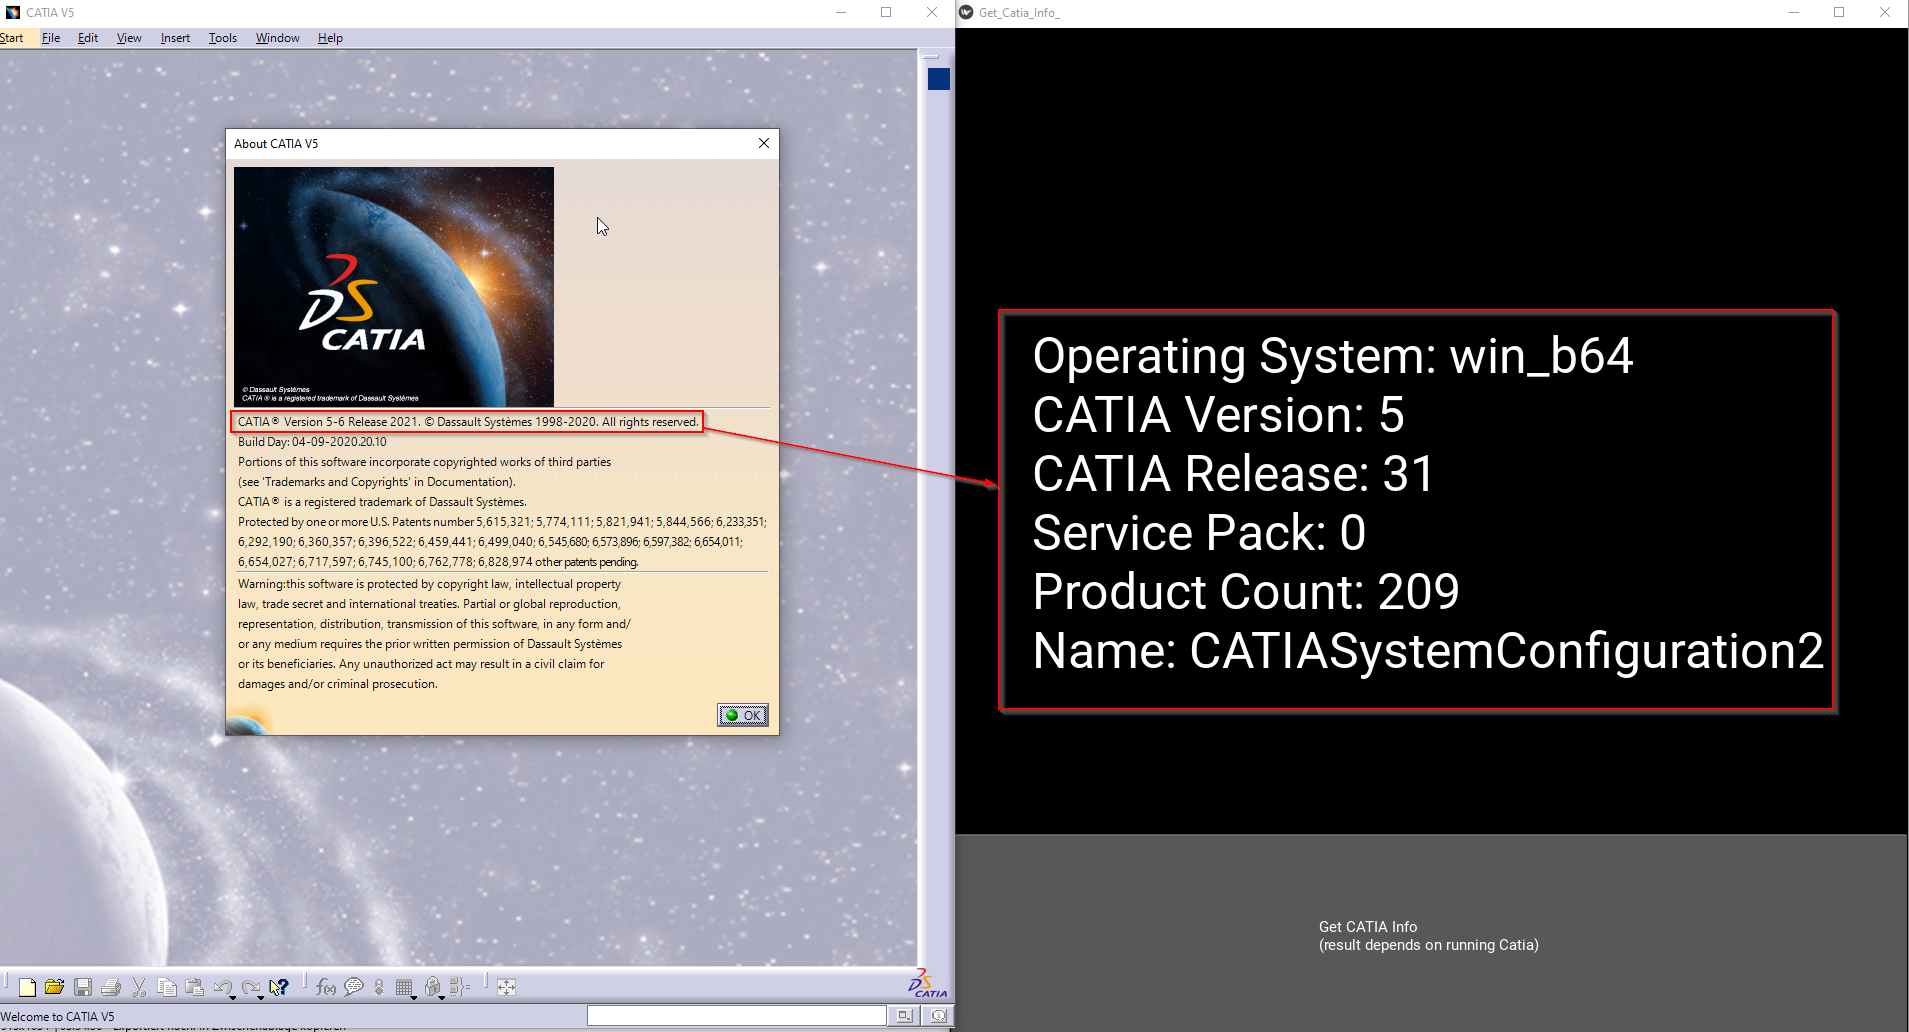 CATIA V5
Start File Edit View Insert Tools Window Help
About CATIA V5
CATIA
© Dassault Systèmes
CATIA ® is a registered trademark of Dassault Systèmes
CATIA® Version 5-6 Release 2021. © Dassault Systèmes 1998-2020. All rights reserved.
Build Day: 04-09-2020.20.10
Portions of this software incorporate copyrighted works of third parties
(see 'Trademarks and Copyrights' in Documentation).
CATIA® is a registered trademark of Dassault Systèmes.
Protected by one or more U.S. Patents number 5,615,321; 5,774,111; 5,821,941; 5,844,566; 6,233,351;
6,292,190; 6,360,357; 6,396,522; 6,459,441; 6,499,040; 6,545,680; 6,573,896; 6,597,382; 6,654,011;
6,654,027; 6,717,597; 6,745,100; 6,762,778; 6,828,974 other patents pending.
Warning:this software is protected by copyright law, intellectual property
law, trade secret and international treaties. Partial or global reproduction,
representation, distribution, transmission of this software, in any form and/
or any medium requires the prior written permission of Dassault Systèmes
or its beneficiaries. Any unauthorized act may result in a civil claim for
damages and/or criminal prosecution.
OK
f(x)
CATIA
Welcome to CATIA V5
Get_Catia_Info_
Operating System: win_b64
CATIA Version: 5
CATIA Release: 31
Service Pack: 0
Product Count: 209
Name: CATIASystemConfiguration2
Get CATIA Info
(result depends on running Catia)